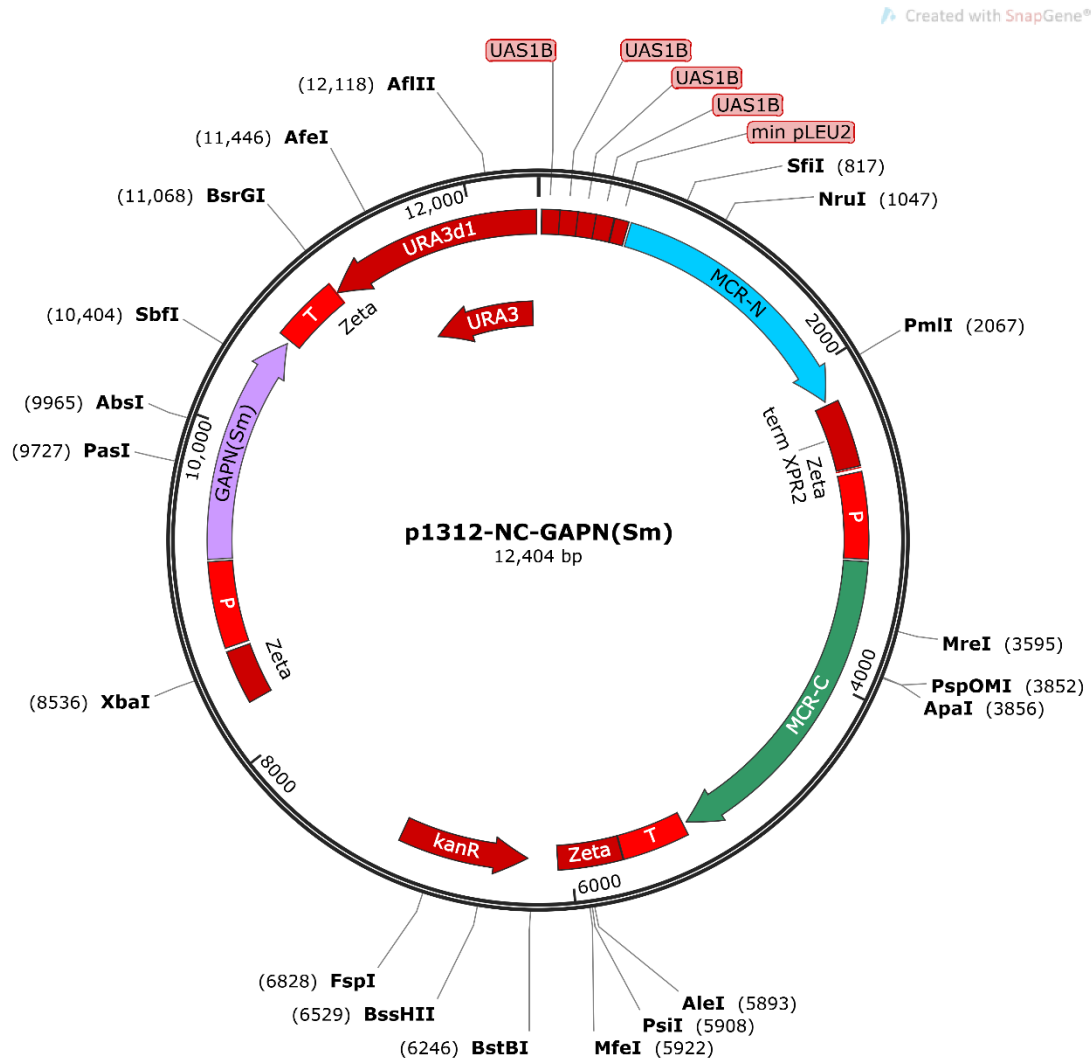 Created with SnapGene®
UAS1B
UAS1B
UAS1B
UAS1B
min pLEU2
(12,118) AflII
(11,446) AfeI
(11,068) BsrGI
(10,404) SbfI
(9965) AbsI
(9727) PasI
(8536) XbaI
SfiI (817)
NruI (1047)
PmlI (2067)
MreI (3595)
PspOMI (3852)
ApaI (3856)
AleI (5893)
PsiI (5908)
MfeI (5922)
(6246) BstBI
(6529) BssHII
(6828) FspI
12,000
2000
4000
6000
8000
10,000
URA3d1
URA3
MCR-N
Zeta
term XPR2
P
MCR-C
T
Zeta
kanR
Zeta
P
GAPN(Sm)
T
Zeta
p1312-NC-GAPN(Sm)
12,404 bp